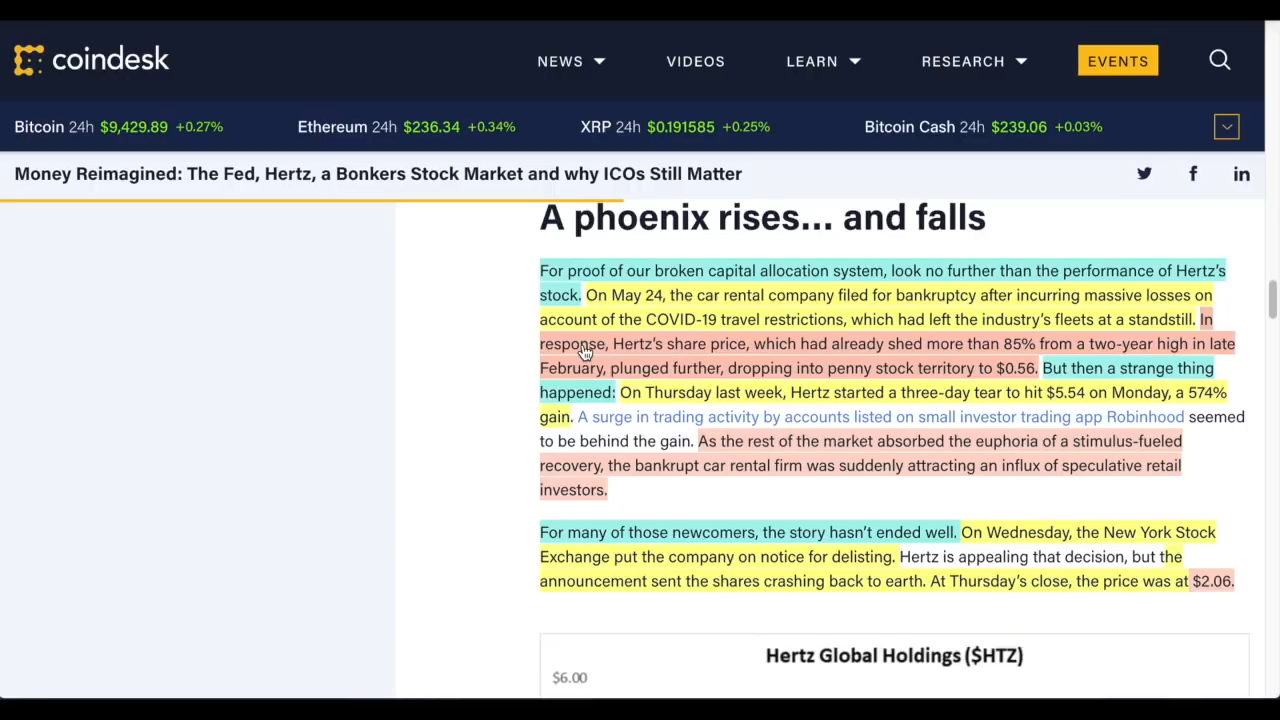 coindesk
NEWS
VIDEOS
LEARN
RESEARCH
EVENTS
Bitcoin 24h $9,429.89 +0.27%
Ethereum 24h $236.34 +0.34%
XRP 24h $0.191585 +0.25%
Bitcoin Cash 24h $239.06 +0.03%
Money Reimagined: The Fed, Hertz, a Bonkers Stock Market and why ICOs Still Matter
A phoenix rises... and falls
For proof of our broken capital allocation system, look no further than the performance of Hertz's
stock. On May 24, the car rental company filed for bankruptcy after incurring massive losses on
account of the COVID-19 travel restrictions, which had left the industry's fleets at a standstill. In
response, Hertz's share price, which had already shed more than 85% from a two-year high in late
February, plunged further, dropping into penny stock territory to $0.56. But then a strange thing
happened: On Thursday last week, Hertz started a three-day tear to hit $5.54 on Monday, a 574%
gain. A surge in trading activity by accounts listed on small investor trading app Robinhood seemed
to be behind the gain. As the rest of the market absorbed the euphoria of a stimulus-fueled
recovery, the bankrupt car rental firm was suddenly attracting an influx of speculative retail
investors.
For many of those newcomers, the story hasn't ended well. On Wednesday, the New York Stock
Exchange put the company on notice for delisting. Hertz is appealing that decision, but the
announcement sent the shares crashing back to earth. At Thursday's close, the price was at $2.06.
Hertz Global Holdings ($HTZ)
$6.00